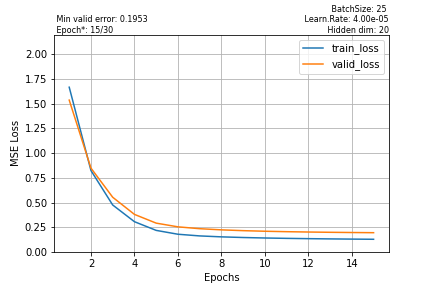 BatchSize: 25
Min valid error: 0.1953
Learn.Rate: 4.00e-05
Epoch*: 15/30
Hidden dim: 20
train_loss
valid_loss
2.00
1.75
1.50
1.25
1.00
0.75
0.50
0.25
0.00
MSE Loss
2 4 6 8 10 12 14
Epochs